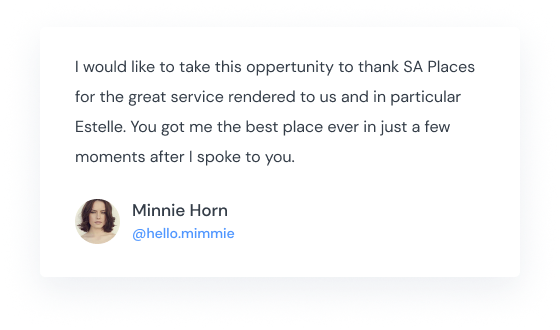 I would like to take this oppertunity to thank SA Places
for the great service rendered to us and in particular
Estelle. You got me the best place ever in just a few
moments after I spoke to you.
Minnie Horn
@hello.mimmie